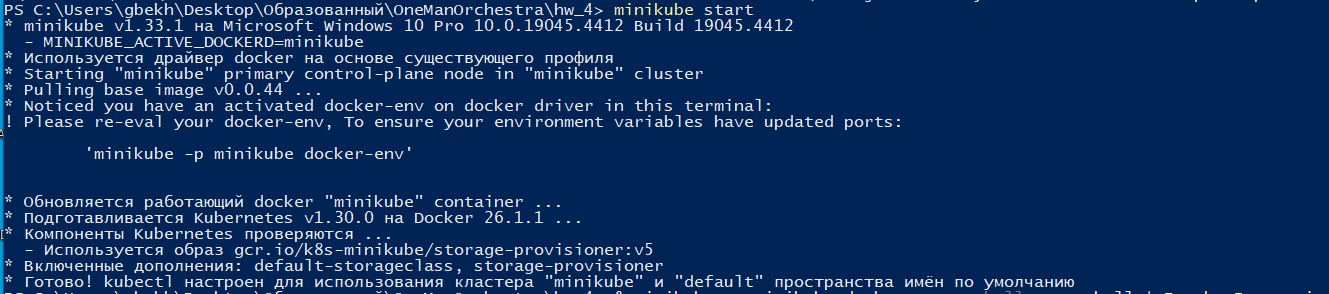 PS C:\Users\gbekh\Desktop\Образованный\OneManOrchestra\hw_4> minikube start
* minikube v1.33.1 на Microsoft Windows 10 Pro 10.0.19045.4412 Build 19045.4412
  - MINIKUBE_ACTIVE_DOCKERD=minikube
* Используется драйвер docker на основе существующего профиля
* Starting "minikube" primary control-plane node in "minikube" cluster
* Pulling base image v0.0.44 ...
* Noticed you have an activated docker-env on docker driver in this terminal:
! Please re-eval your docker-env, To ensure your environment variables have updated ports:
'minikube -p minikube docker-env'
* Обновляется работающий docker "minikube" container ...
* Подготавливается Kubernetes v1.30.0 на Docker 26.1.1 ...
* Компоненты Kubernetes проверяются ...
  - Используется образ gcr.io/k8s-minikube/storage-provisioner:v5
* Включенные дополнения: default-storageclass, storage-provisioner
* Готово! kubectl настроен для использования кластера "minikube" и "default" пространства имён по умолчанию